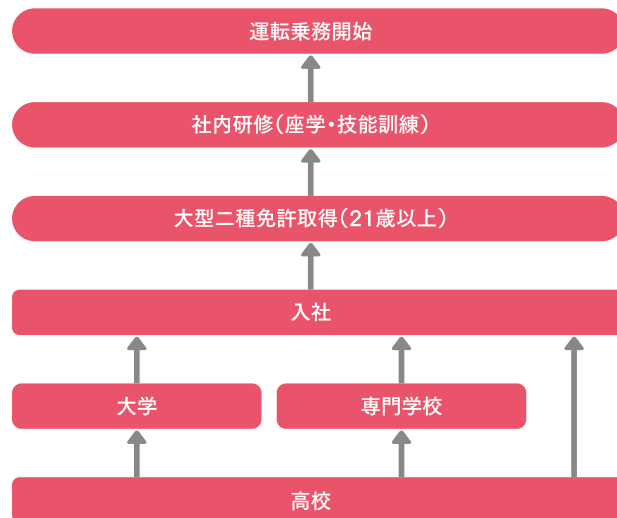 運転乗務開始
社内研修(座学・技能訓練)
大型二種免許取得(21歳以上)
入社
大学
専門学校
高校